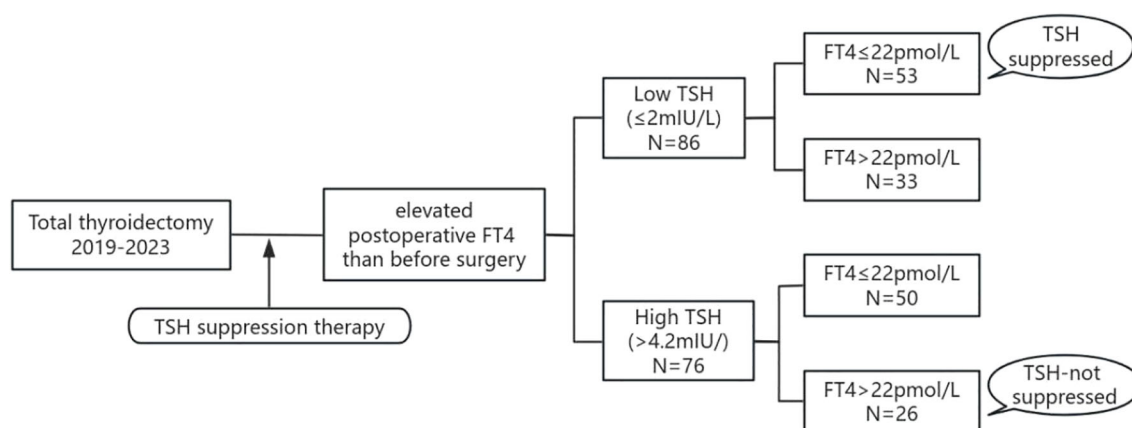 Total thyroidectomy
2019-2023
TSH suppression therapy
elevated
postoperative FT4
than before surgery
Low TSH
(≤2mIU/L)
N=86
High TSH
(>4.2mIU/)
N=76
FT4≤22pmol/L
N=53
TSH
suppressed
FT4>22pmol/L
N=33
FT4≤22pmol/L
N=50
FT4>22pmol/L
N=26
TSH-not
suppressed